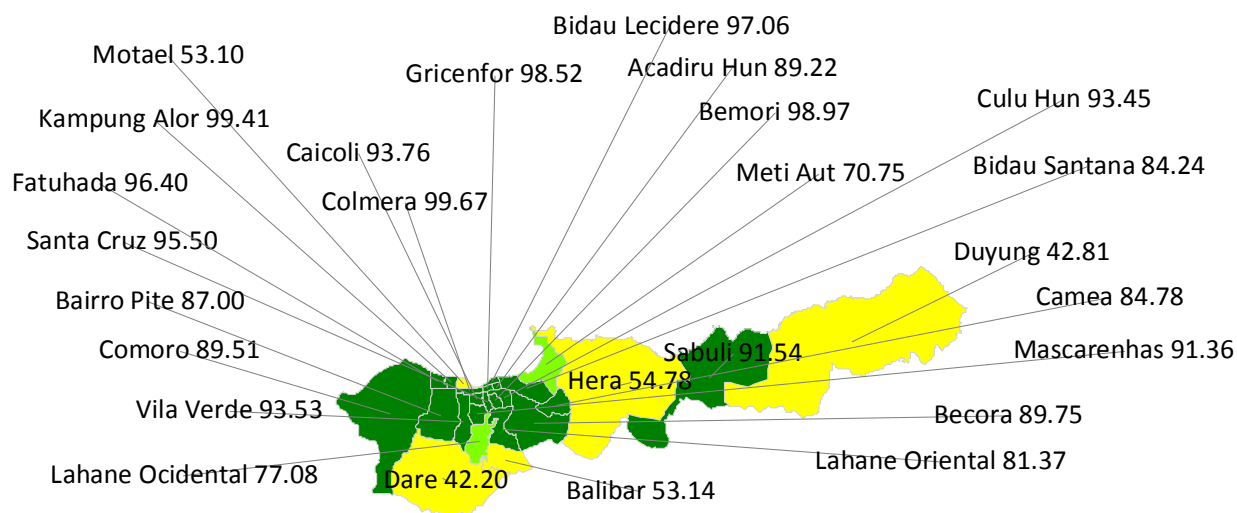 Bidau Lecidere 97.06
Motael 53.10
Gricenfor 98.52
Acadiru Hun 89.22
Bemori 98.97
Culu Hun 93.45
Kampung Alor 99.41
Caicoli 93.76
Meti Aut 70.75
Bidau Santana 84.24
Fatuhada 96.40
Colmera 99.67
Santa Cruz 95.50
Duyung 42.81
Bairro Pite 87.00
Camea 84.78
Comoro 89.51
Sabuli 91.54
Mascarenhas 91.36
Hera 54.78
Vila Verde 93.53
Becora 89.75
Lahane Ocidental 77.08
Lahane Oriental 81.37
Dare 42.20
Balibar 53.14